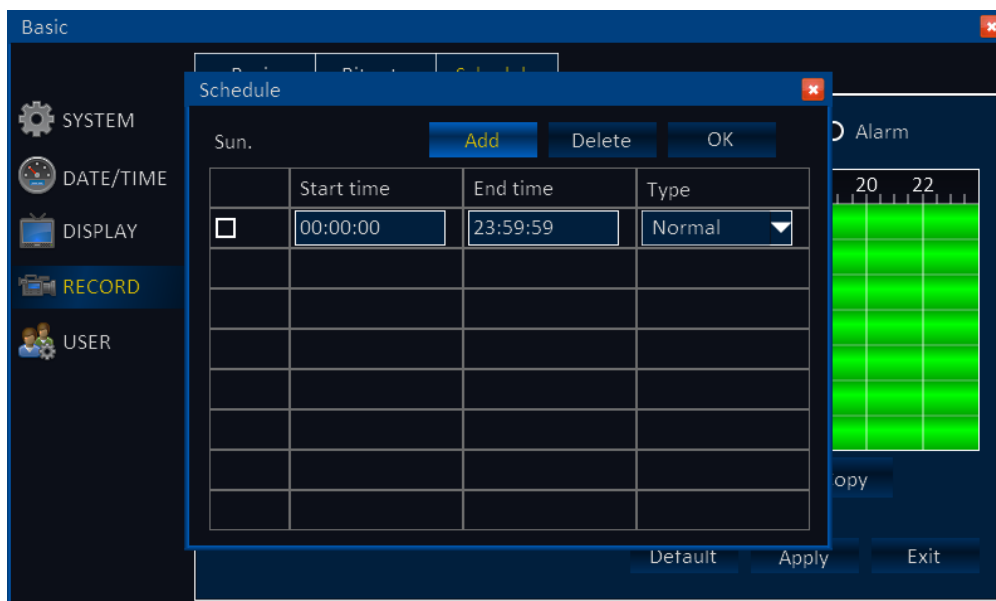 Basic
Schedule
SYSTEM
Sun.
Add
Delete
OK
Alarm
DATE/TIME
Start time
End time
Type
20
22
DISPLAY
00:00:00
23:59:59
Normal
RECORD
USER
opy
Default
Apply
Exit